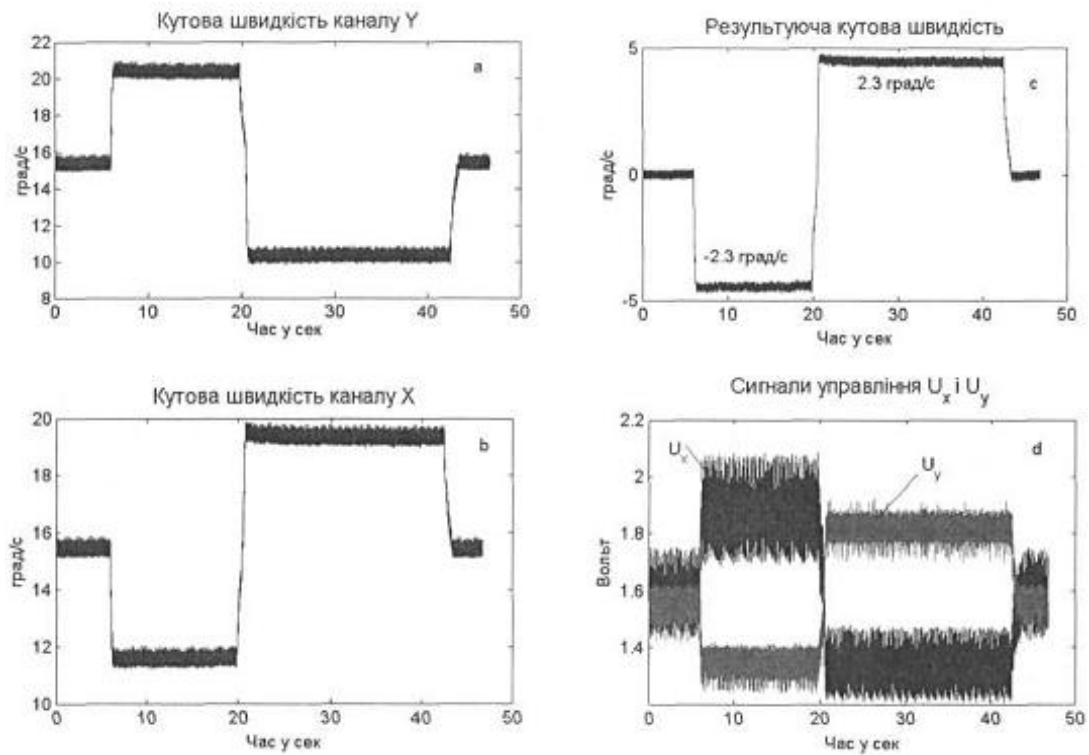 Кутова швидкість каналу Y
22
20
18
16
14
12
10
8
град/с
a
0 10 20 30 40 50
Час у сек
Результуюча кутова швидкість
5
0
-5
град/с
2.3 град/с
c
-2.3 град/с
0 10 20 30 40 50
Час у сек
Кутова швидкість каналу X
20
18
16
14
12
10
град/с
b
0 10 20 30 40 50
Час у сек
Сигнали управління Ux і Uy
2.2
2
1.8
1.6
1.4
Вольт
Ux
Uy
d
0 10 20 30 40 50
Час у сек